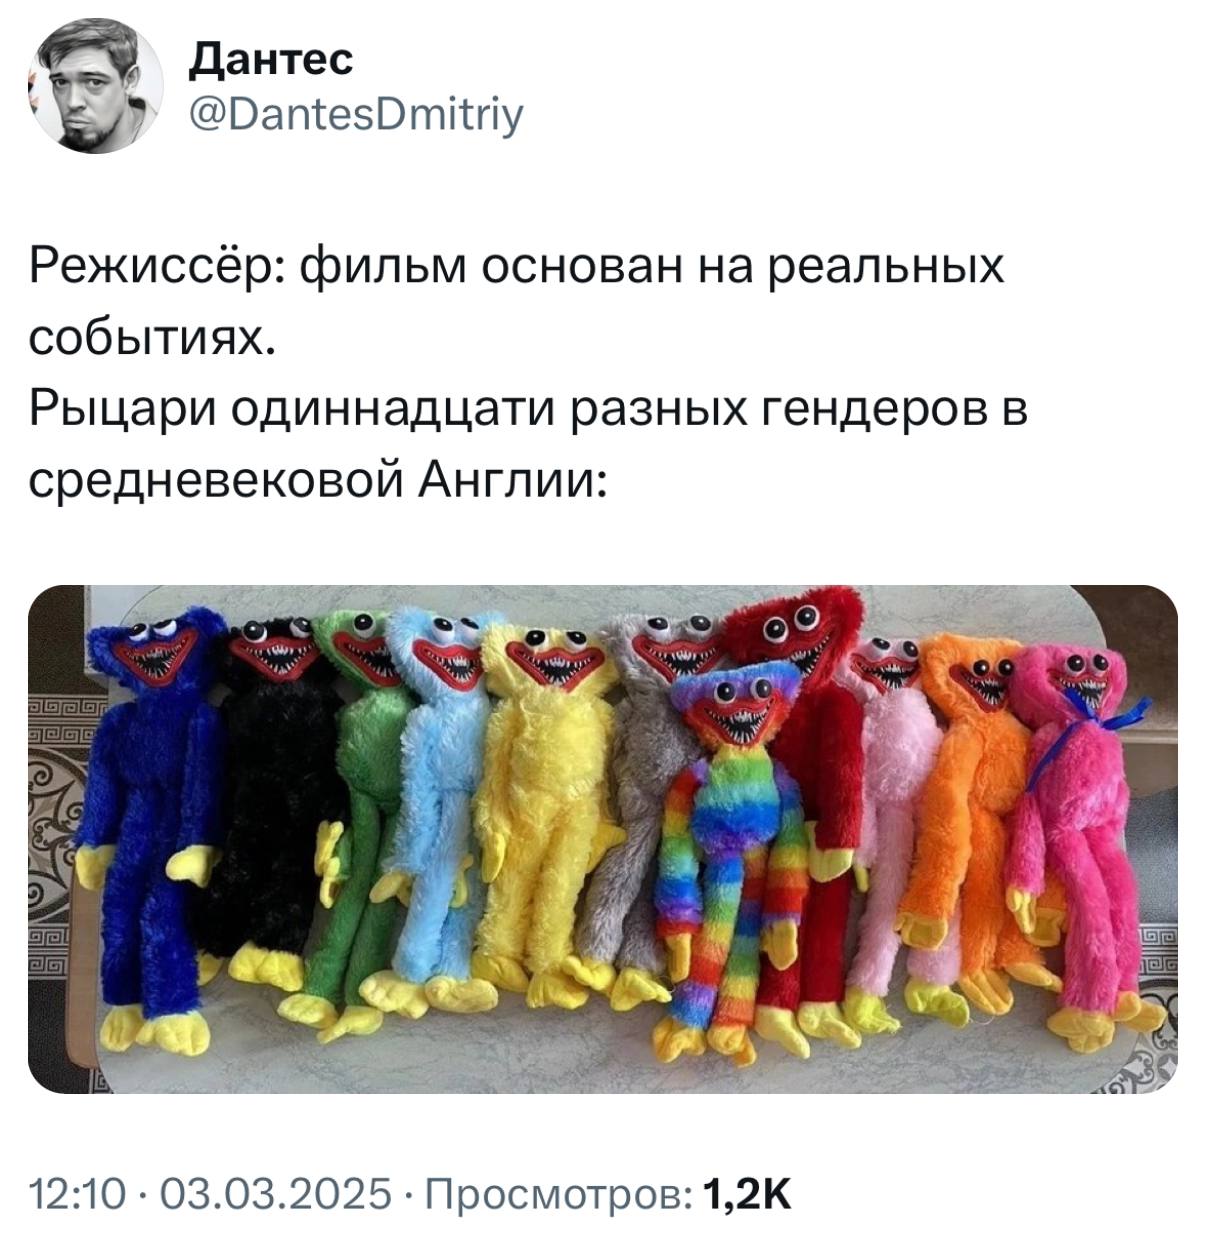 Дантес
@DantesDmitriy
Режиссёр: фильм основан на реальных
событиях.
Рыцари одиннадцати разных гендеров в
средневековой Англии:
12:10 · 03.03.2025 · Просмотров: 1,2K